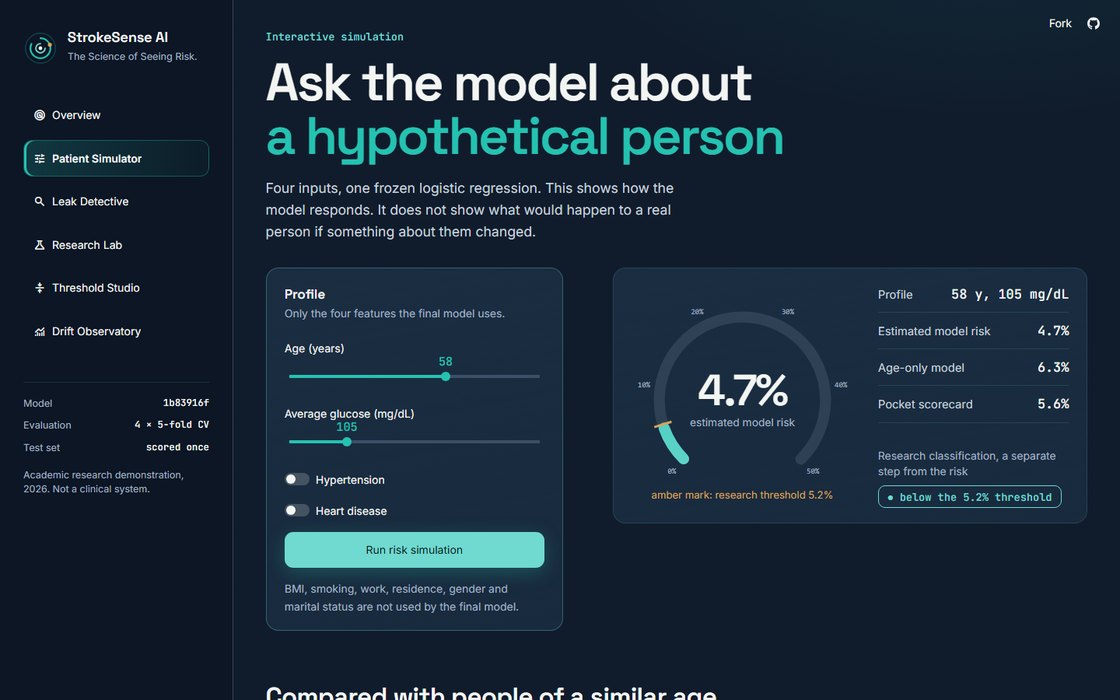 StrokeSense AI
The Science of Seeing Risk.
Overview
Patient Simulator
Leak Detective
Research Lab
Threshold Studio
Drift Observatory
Model 1b83916f
Evaluation 4 × 5-fold CV
Test set scored once
Academic research demonstration,
2026. Not a clinical system.
Fork
Interactive simulation
Ask the model about
a hypothetical person
Four inputs, one frozen logistic regression. This shows how the
model responds. It does not show what would happen to a real
person if something about them changed.
Profile
Only the four features the final model uses.
Age (years)
58
Average glucose (mg/dL)
105
Hypertension
Heart disease
Run risk simulation
BMI, smoking, work, residence, gender and
marital status are not used by the final model.
0%
10%
20%
30%
40%
50%
4.7%
estimated model risk
amber mark: research threshold 5.2%
Profile 58 y, 105 mg/dL
Estimated model risk 4.7%
Age-only model 6.3%
Pocket scorecard 5.6%
Research classification, a separate
step from the risk
● below the 5.2% threshold
Compared with people of a similar age